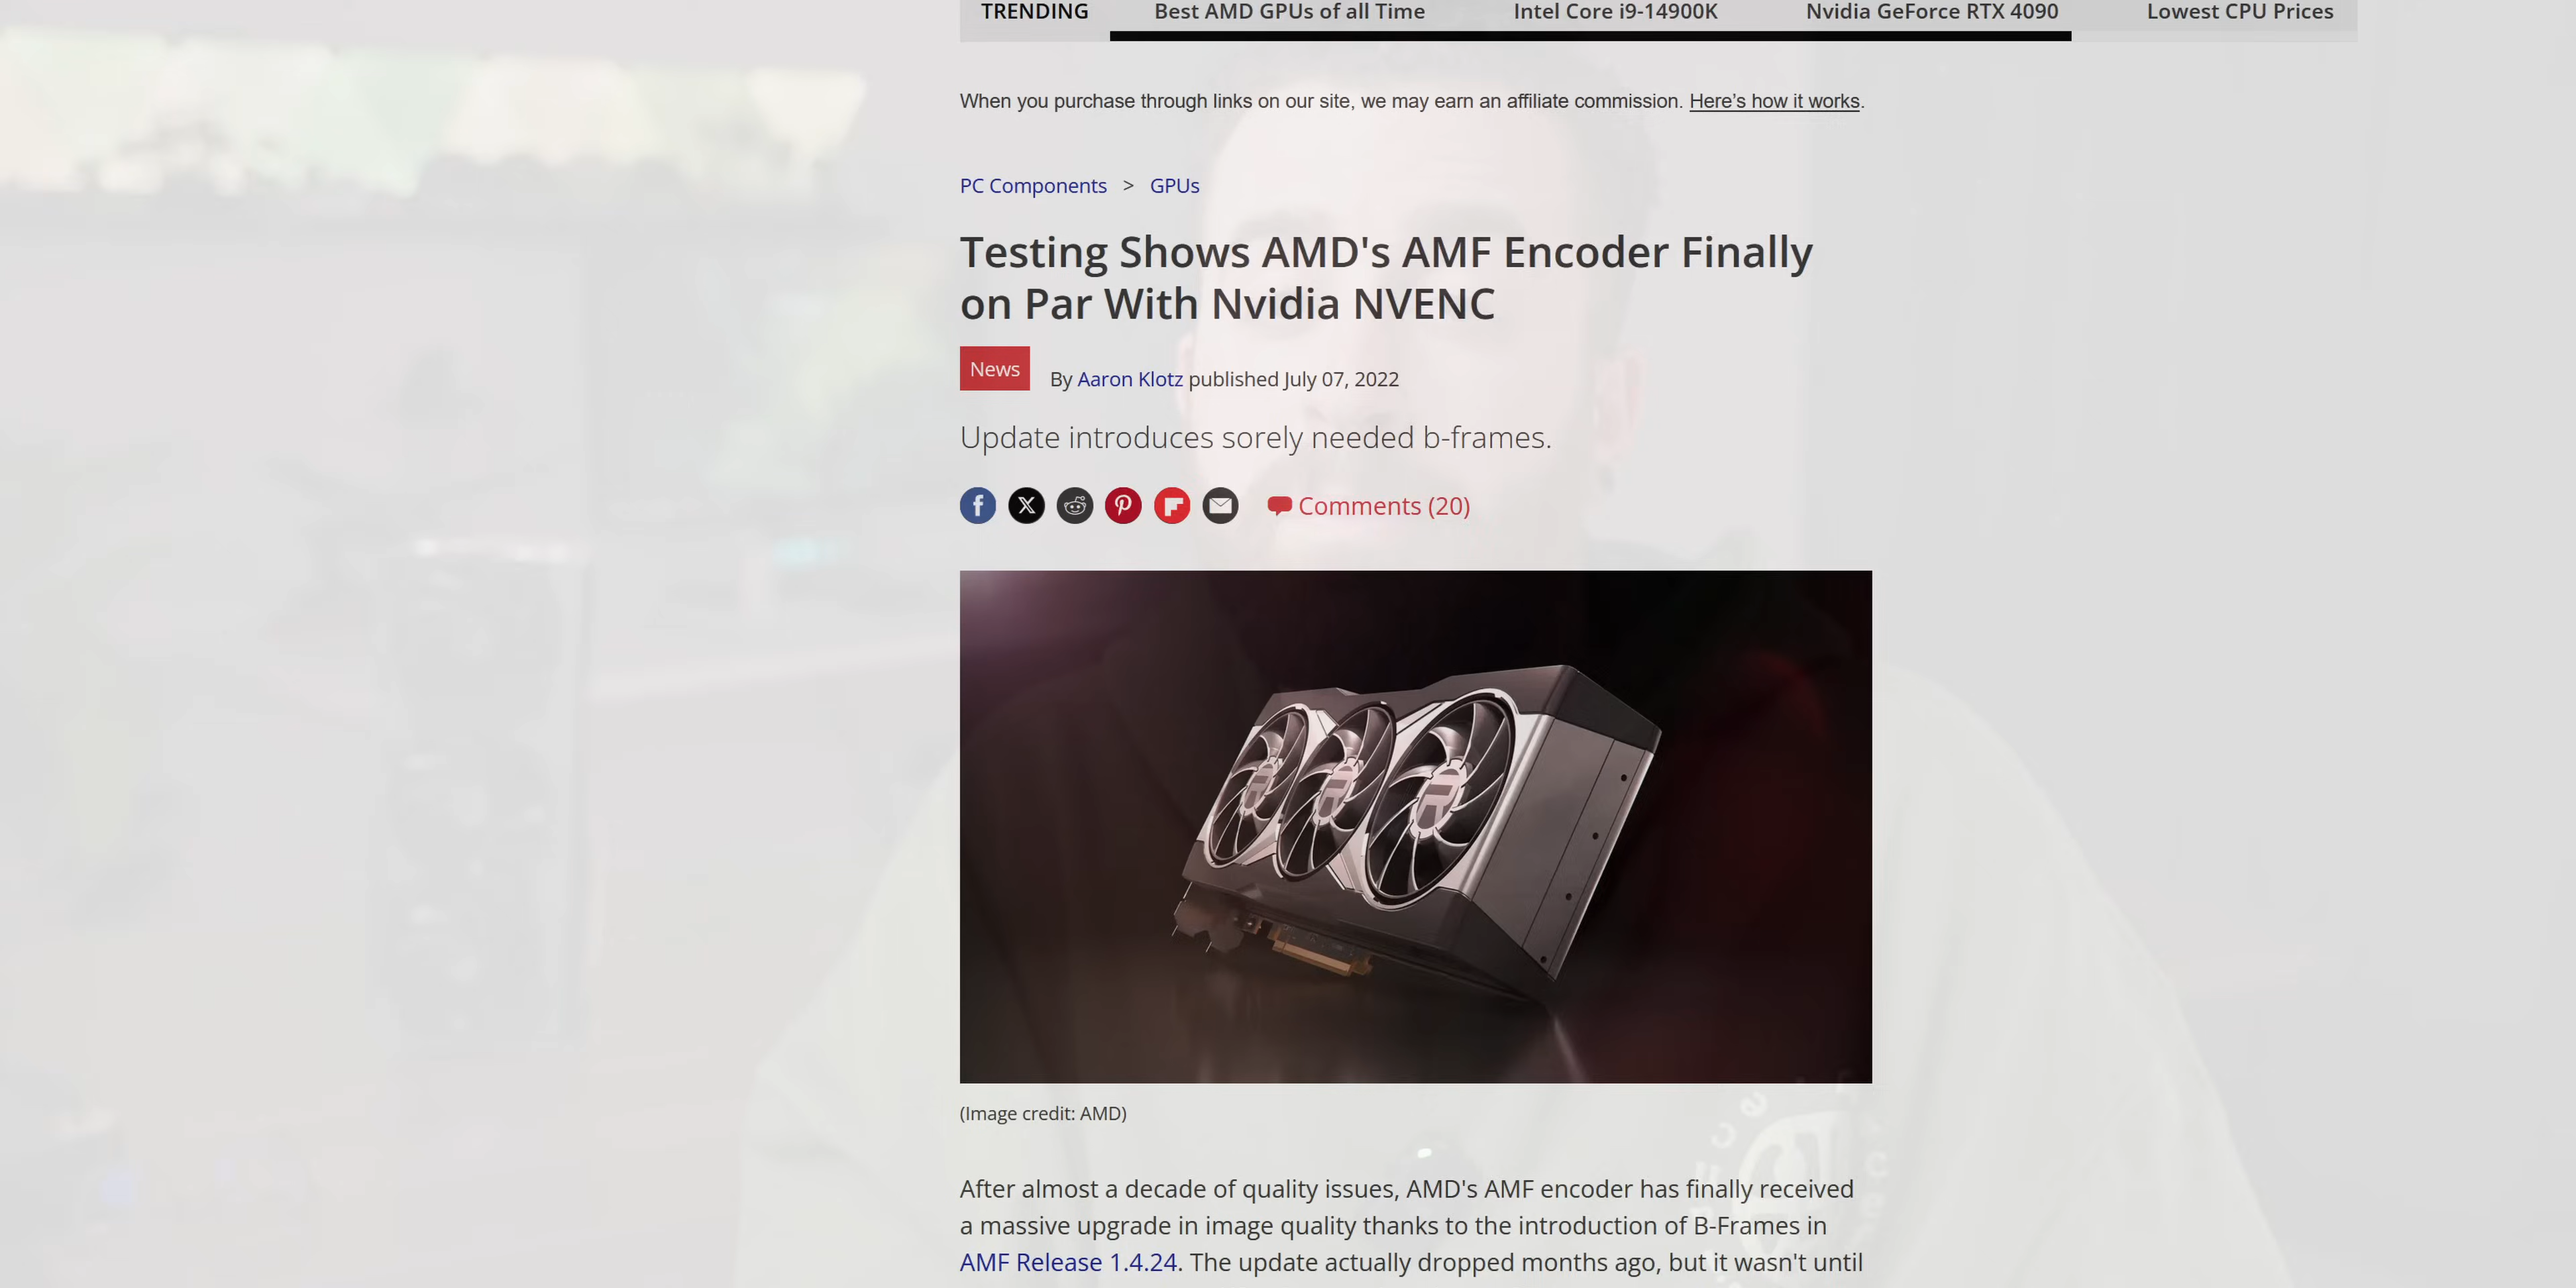 TRENDING Best AMD GPUs of all Time Intel Core i9-14900K Nvidia GeForce RTX 4090 Lowest CPU Prices
When you purchase through links on our site, we may earn an affiliate commission. Here's how it works.
PC Components > GPUs
Testing Shows AMD's AMF Encoder Finally
on Par With Nvidia NVENC
News By Aaron Klotz published July 07, 2022
Update introduces sorely needed b-frames.
Comments (20)
(Image credit: AMD)
After almost a decade of quality issues, AMD's AMF encoder has finally received
a massive upgrade in image quality thanks to the introduction of B-Frames in
AMF Release 1.4.24. The update actually dropped months ago, but it wasn't until